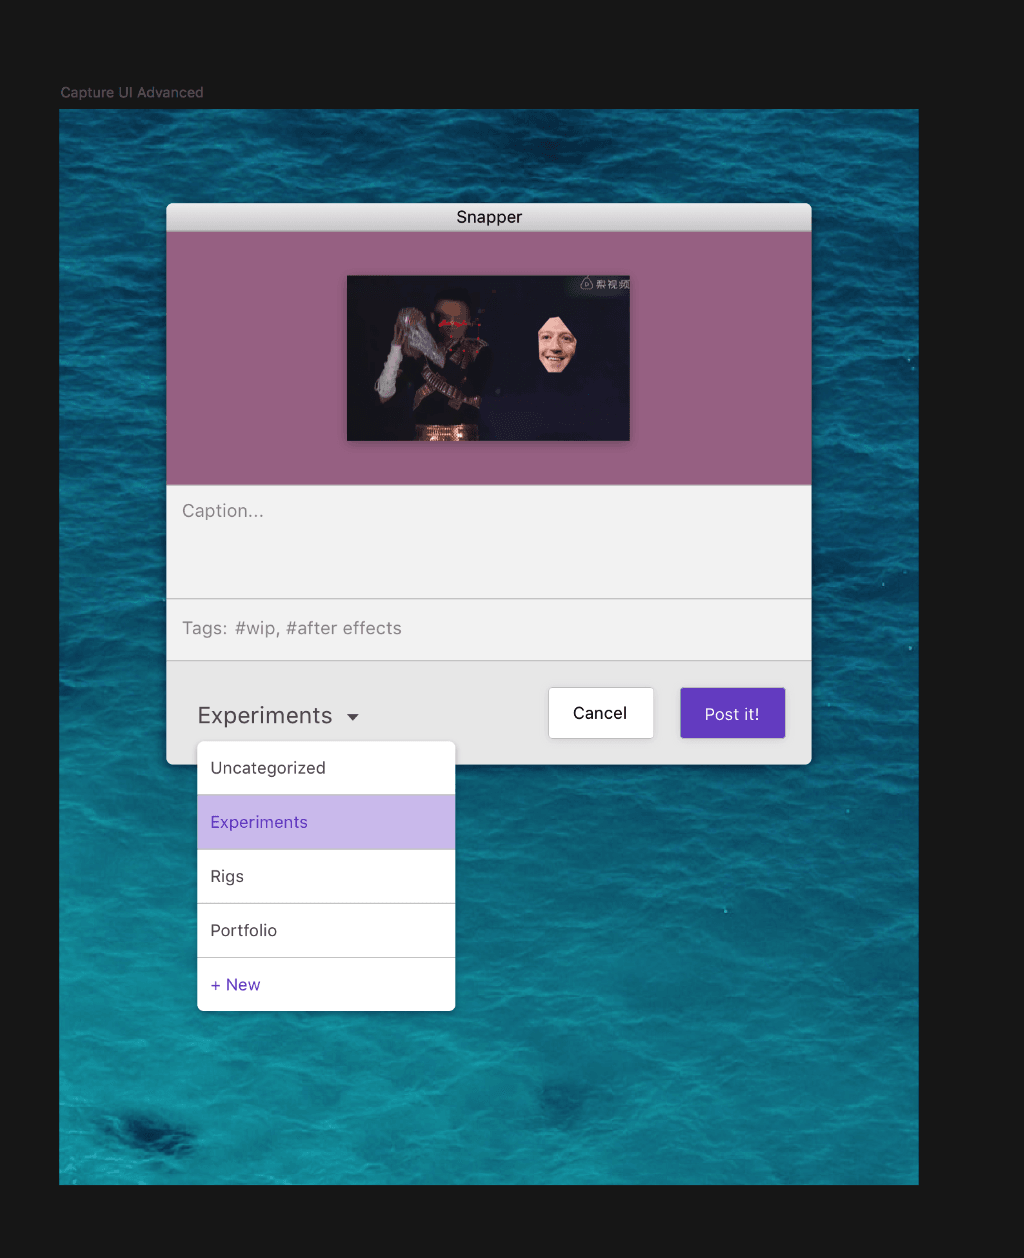 Capture UI Advanced
Snapper
梨视频
Caption...
Tags: #wip, #after effects
Experiments
Cancel
Post it!
Uncategorized
Experiments
Rigs
Portfolio
+ New